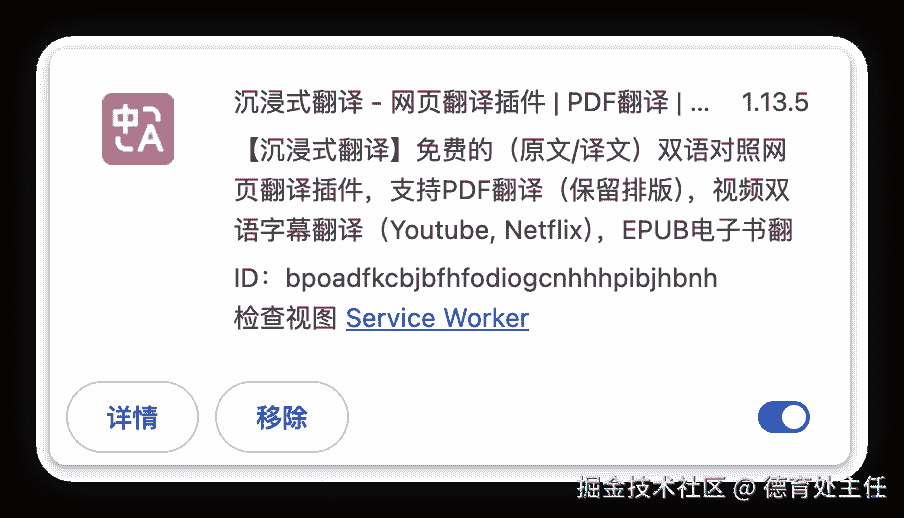 中
A
沉浸式翻译 - 网页翻译插件 | PDF翻译 | ... 1.13.5
【沉浸式翻译】免费的（原文/译文）双语对照网
页翻译插件，支持PDF翻译（保留排版），视频双
语字幕翻译（Youtube, Netflix），EPUB电子书翻
ID：bpoadfkcbjbfhfodiogcnhhhpibjhbnh
检查视图 Service Worker
详情 移除
掘金技术社区 @ 德育处主任